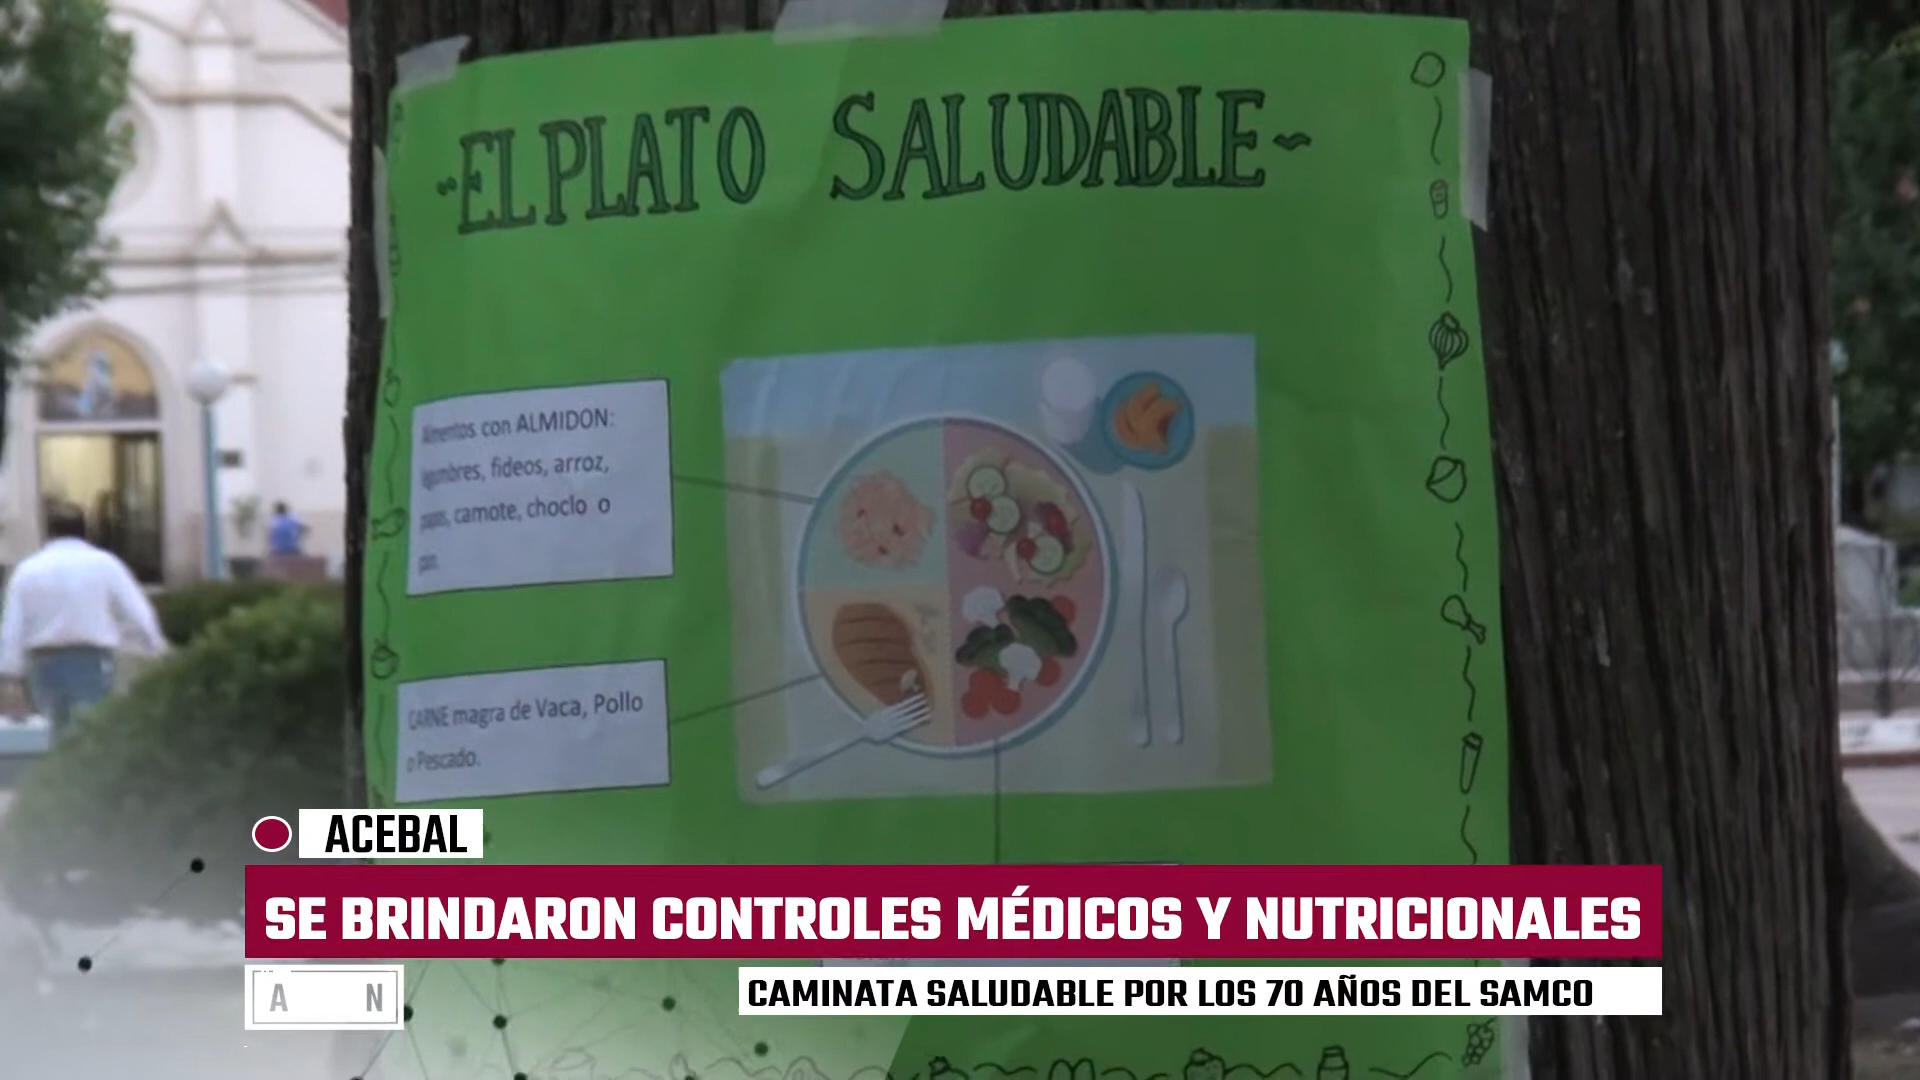 EL PLATO SALUDABLE
Alimentos con ALMIDON:
legumbres, fideos, arroz,
papas, camote, choclo o
pan.
CARNE magra de Vaca, Pollo
o Pescado.
ACEBAL
SE BRINDARON CONTROLES MÉDICOS Y NUTRICIONALES
A N
CAMINATA SALUDABLE POR LOS 70 AÑOS DEL SAMCO